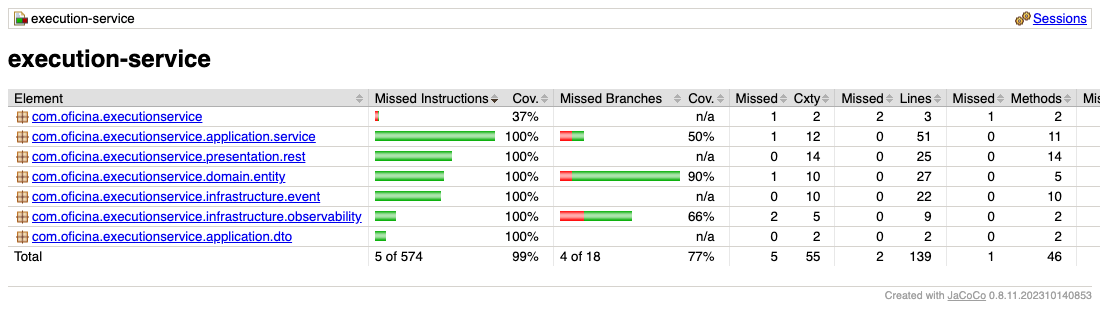 execution-service Sessions
execution-service
Element Missed Instructions Cov. Missed Branches Cov. Missed Cxty Missed Lines Missed Methods Mis
com.oficina.executionservice 37% n/a 1 2 2 3 1 2
com.oficina.executionservice.application.service 100% 50% 1 12 0 51 0 11
com.oficina.executionservice.presentation.rest 100% n/a 0 14 0 25 0 14
com.oficina.executionservice.domain.entity 100% 90% 1 10 0 27 0 5
com.oficina.executionservice.infrastructure.event 100% n/a 0 10 0 22 0 10
com.oficina.executionservice.infrastructure.observability 100% 66% 2 5 0 9 0 2
com.oficina.executionservice.application.dto 100% n/a 0 2 0 2 0 2
Total 5 of 574 99% 4 of 18 77% 5 55 2 139 1 46
Created with JaCoCo 0.8.11.202310140853